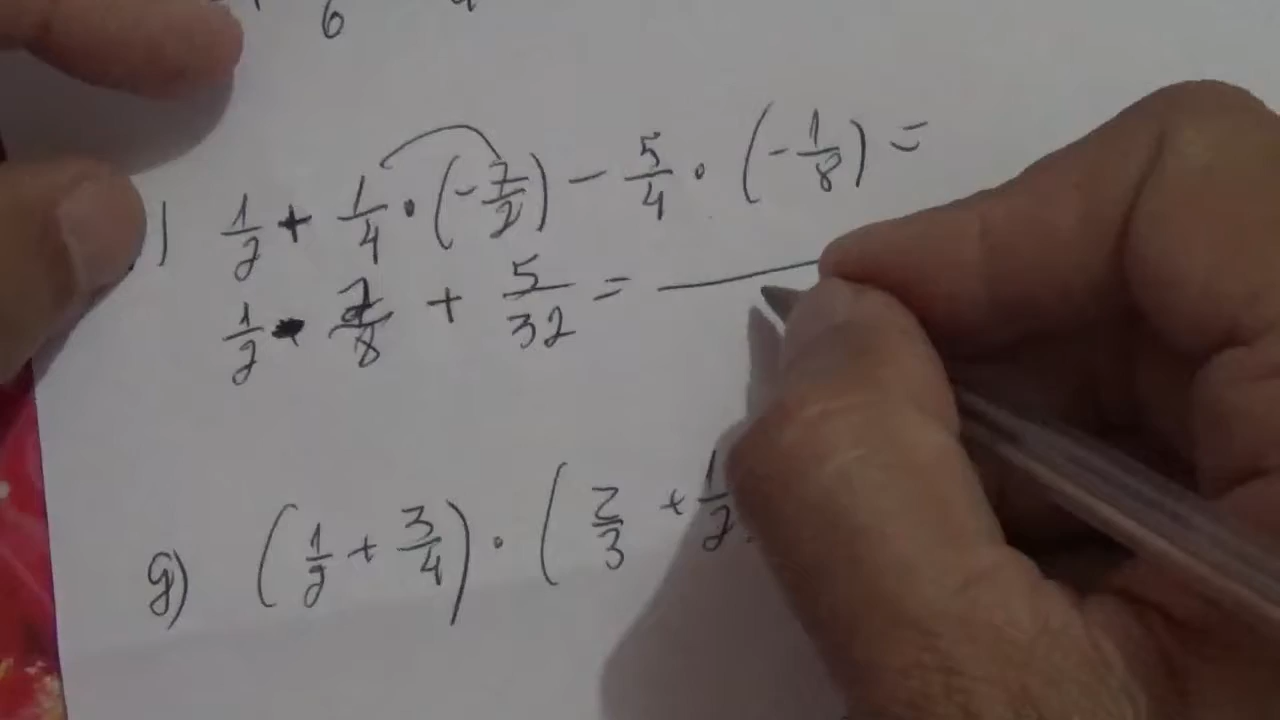 6
) 1/2 + 1/4 · (-7/2) - 5/4 · (-1/8) =
1/2 - 7/8 + 5/32 =
g) (1/2 + 3/4) · (2/3 + 1/2